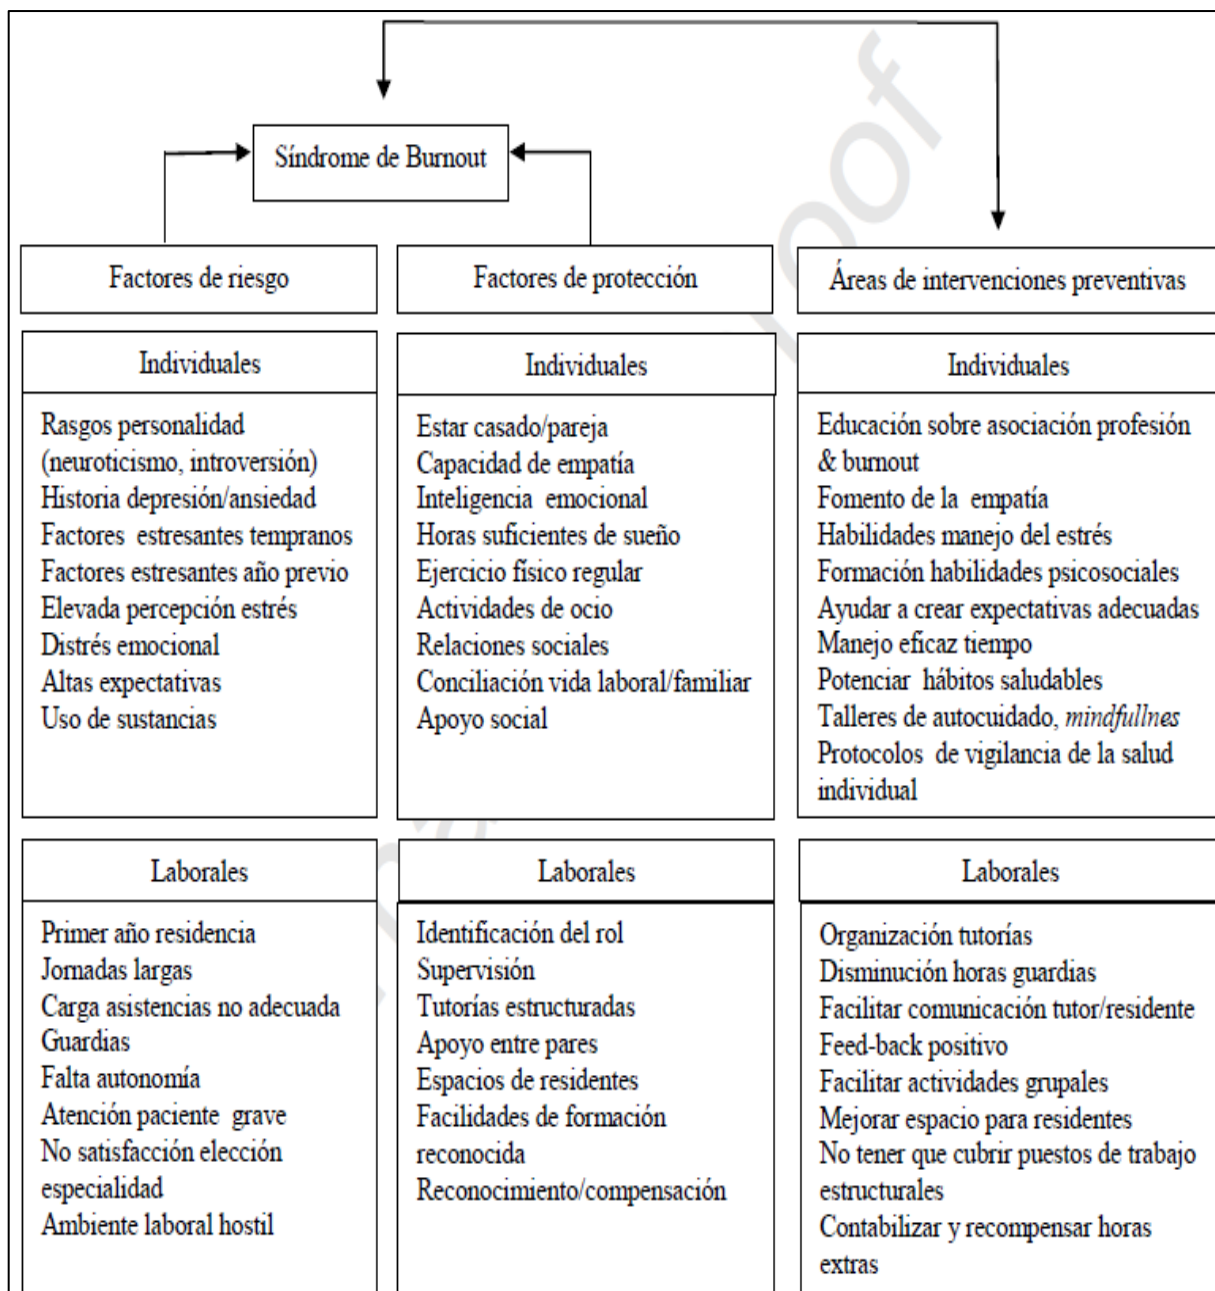 Síndrome de Burnout
Factores de riesgo
Factores de protección
Áreas de intervenciones preventivas
Individuales
Rasgos personalidad
(neuroticismo, introversión)
Historia depresión/ansiedad
Factores estresantes tempranos
Factores estresantes año previo
Elevada percepción estrés
Distrés emocional
Altas expectativas
Uso de sustancias
Individuales
Estar casado/pareja
Capacidad de empatía
Inteligencia emocional
Horas suficientes de sueño
Ejercicio físico regular
Actividades de ocio
Relaciones sociales
Conciliación vida laboral/familiar
Apoyo social
Individuales
Educación sobre asociación profesión
& burnout
Fomento de la empatía
Habilidades manejo del estrés
Formación habilidades psicosociales
Ayudar a crear expectativas adecuadas
Manejo eficaz tiempo
Potenciar hábitos saludables
Talleres de autocuidado, mindfullnes
Protocolos de vigilancia de la salud
individual
Laborales
Primer año residencia
Jornadas largas
Carga asistencias no adecuada
Guardias
Falta autonomía
Atención paciente grave
No satisfacción elección
especialidad
Ambiente laboral hostil
Laborales
Identificación del rol
Supervisión
Tutorías estructuradas
Apoyo entre pares
Espacios de residentes
Facilidades de formación
reconocida
Reconocimiento/compensación
Laborales
Organización tutorías
Disminución horas guardias
Facilitar comunicación tutor/residente
Feed-back positivo
Facilitar actividades grupales
Mejorar espacio para residentes
No tener que cubrir puestos de trabajo
estructurales
Contabilizar y recompensar horas
extras